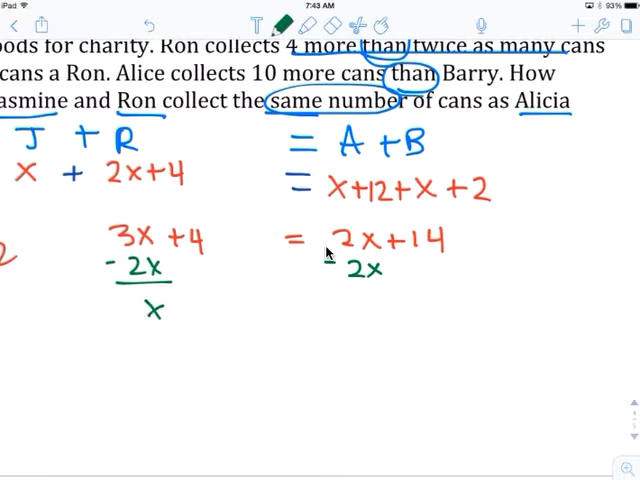 iPad 7:43 AM 93%
T
oods for charity. Ron collects 4 more than twice as many cans
cans a Ron. Alice collects 10 more cans than Barry. How
asmine and Ron collect the same number of cans as Alicia
J + R = A + B
x + 2x+4 = x+12+x+2
2 3x+4 = 2x+14
- 2x - 2x
x